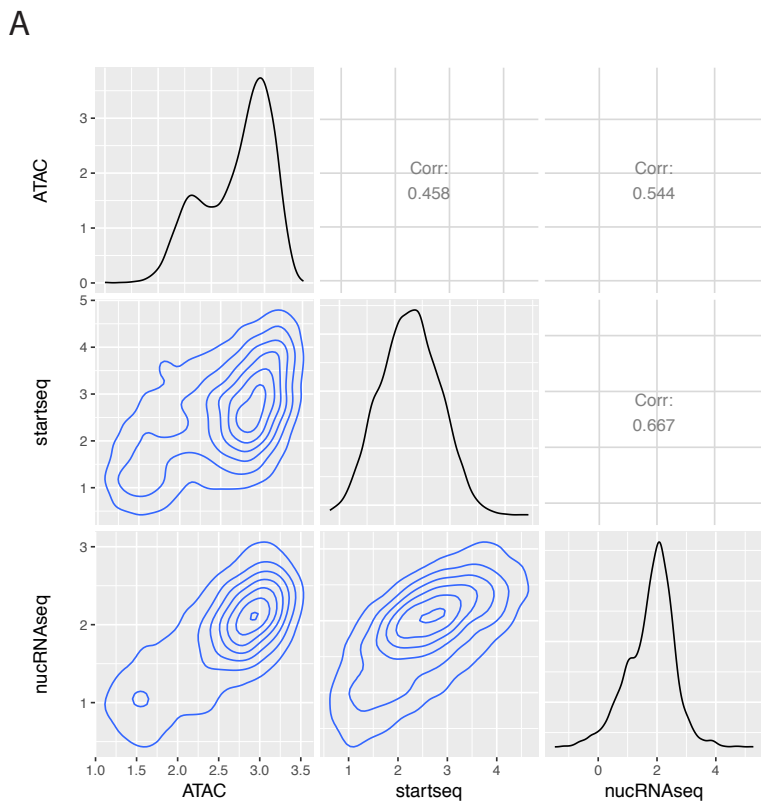 A
ATAC
3
2
1
0
Corr:
0.458
Corr:
0.544
startseq
5
4
3
2
1
Corr:
0.667
nucRNAseq
3
2
1
1.0 1.5 2.0 2.5 3.0 3.5
1 2 3 4
0 2 4
ATAC startseq nucRNAseq